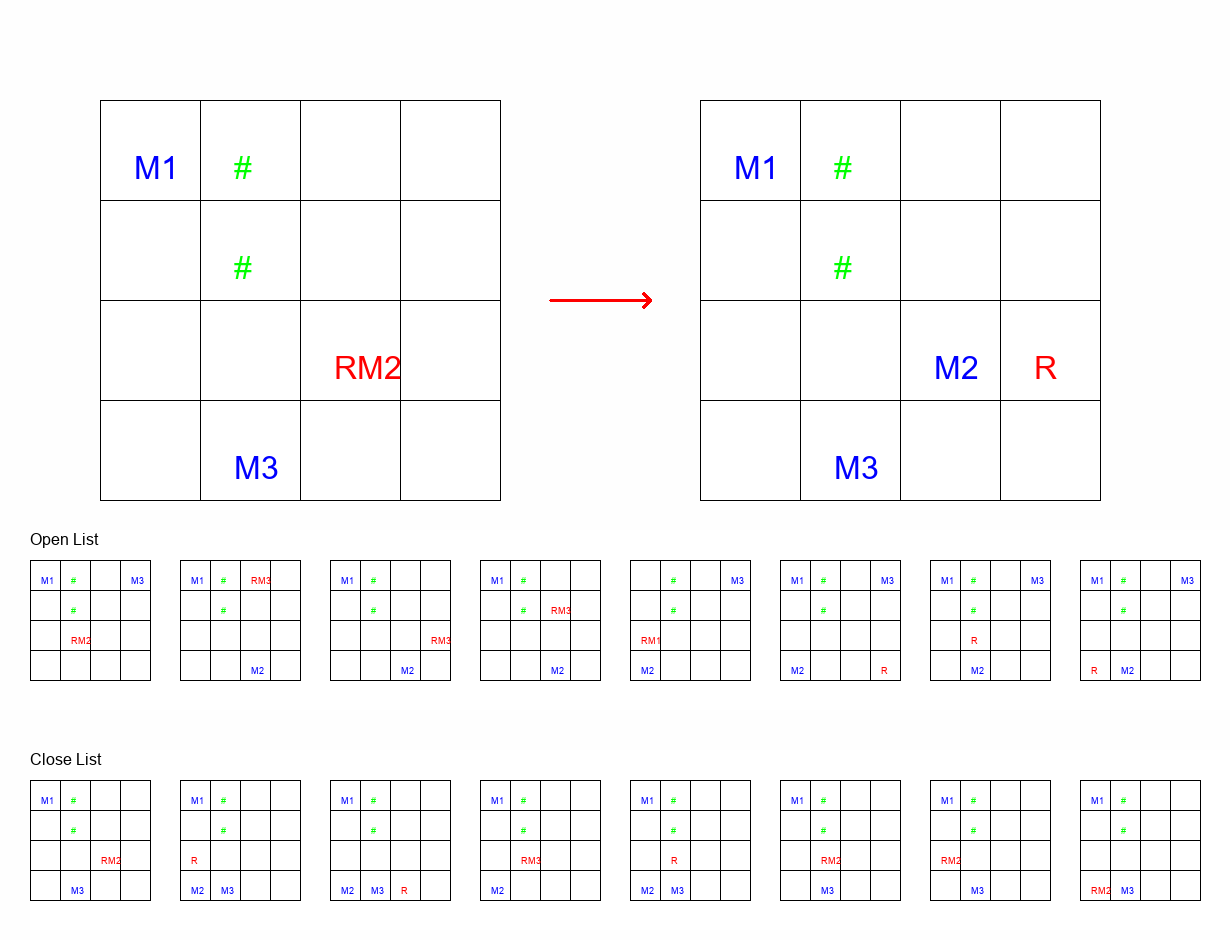 M1 # M1 #
# #
RM2 M2 R
M3 M3
Open List
M1 # M3 M1 # RM3 M1 # M1 # # M3 M1 # M3 M1 # M3 M1 # M3
# # # # RM3 # # # #
RM2 RM3 RM1 R
M2 M2 M2 M2 M2 R M2 R M2
Close List
M1 # M1 # M1 # M1 # M1 # M1 # M1 # M1 #
# # # # # # # #
RM2 R RM3 R RM2 RM2
M3 M2 M3 M2 M3 R M2 M2 M3 M3 M3 RM2 M3